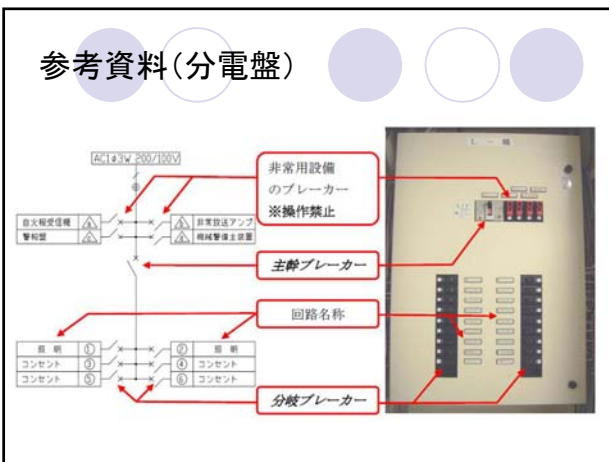 参考資料(分電盤)
AC1φ3W 200/100V
非常用設備
のブレーカー
※操作禁止
自火報受信機
非常放送アンプ
警報盤
機械警備主装置
主幹ブレーカー
回路名称
照 明 ①
② 照 明
コンセント ③
④ コンセント
コンセント ⑤
⑥ コンセント
分岐ブレーカー